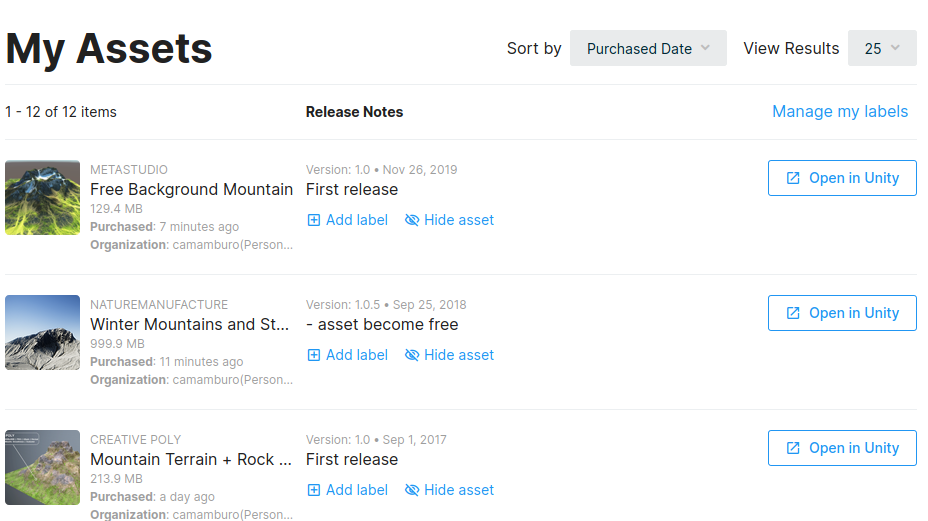 My Assets
Sort by Purchased Date View Results 25
1 - 12 of 12 items Release Notes Manage my labels
METASTUDIO
Free Background Mountain
129.4 MB
Purchased: 7 minutes ago
Organization: camamburo(Person...
Version: 1.0 • Nov 26, 2019
First release
Add label Hide asset
Open in Unity
NATUREMANUFACTURE
Winter Mountains and St...
999.9 MB
Purchased: 11 minutes ago
Organization: camamburo(Person...
Version: 1.0.5 • Sep 25, 2018
- asset become free
Add label Hide asset
Open in Unity
CREATIVE POLY
Mountain Terrain + Rock ...
213.9 MB
Purchased: a day ago
Organization: camamburo(Person...
Version: 1.0 • Sep 1, 2017
First release
Add label Hide asset
Open in Unity